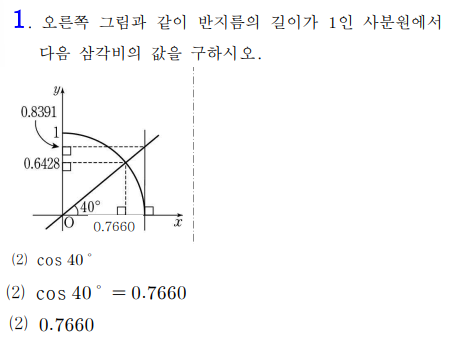 1. 오른쪽 그림과 같이 반지름의 길이가 1인 사분원에서
다음 삼각비의 값을 구하시오.
y
0.8391
1
0.6428
40°
O
0.7660
x
(2) cos 40°
(2) cos 40° = 0.7660
(2) 0.7660